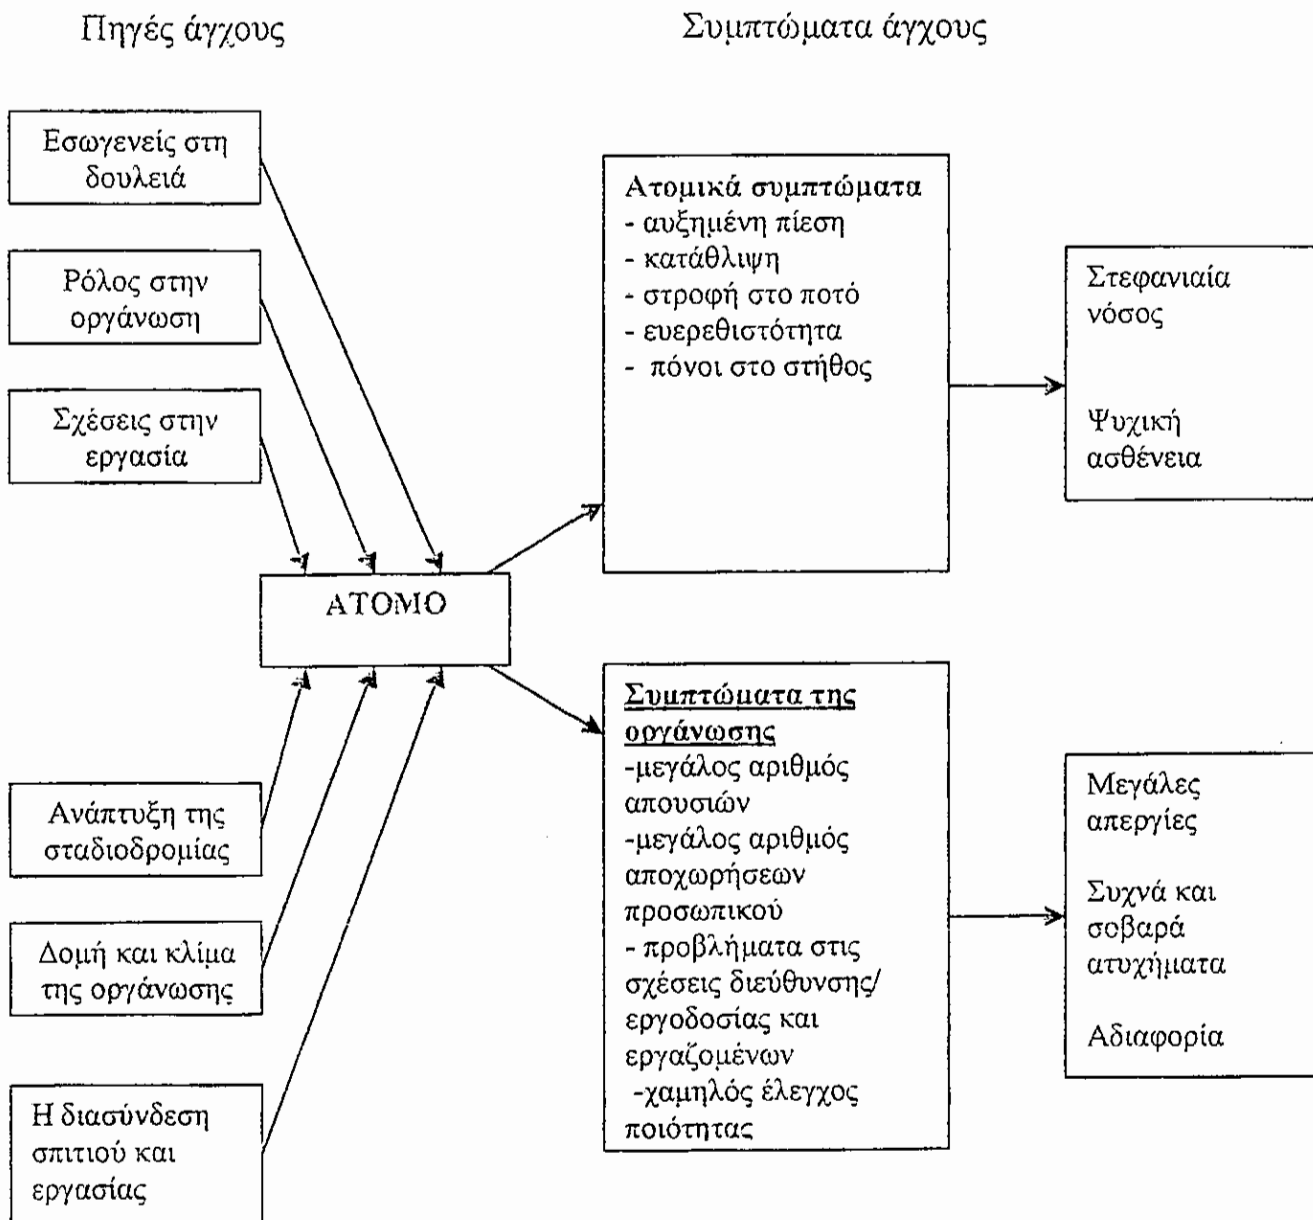 Πηγές άγχους
Συμπτώματα άγχους
Εσωγενείς στη
δουλειά
Ρόλος στην
οργάνωση
Σχέσεις στην
εργασία
ΑΤΟΜΟ
Ανάπτυξη της
σταδιοδρομίας
Δομή και κλίμα
της οργάνωσης
Η διασύνδεση
σπιτιού και
εργασίας
Ατομικά συμπτώματα
- αυξημένη πίεση
- κατάθλιψη
- στροφή στο ποτό
- ευερεθιστότητα
- πόνοι στο στήθος
Στεφανιαία
νόσος
Ψυχική
ασθένεια
Συμπτώματα της
οργάνωσης
-μεγάλος αριθμός
απουσιών
-μεγάλος αριθμός
αποχωρήσεων
προσωπικού
- προβλήματα στις
σχέσεις διεύθυνσης/
εργοδοσίας και
εργαζομένων
-χαμηλός έλεγχος
ποιότητας
Μεγάλες
απεργίες
Συχνά και
σοβαρά
ατυχήματα
Αδιαφορία